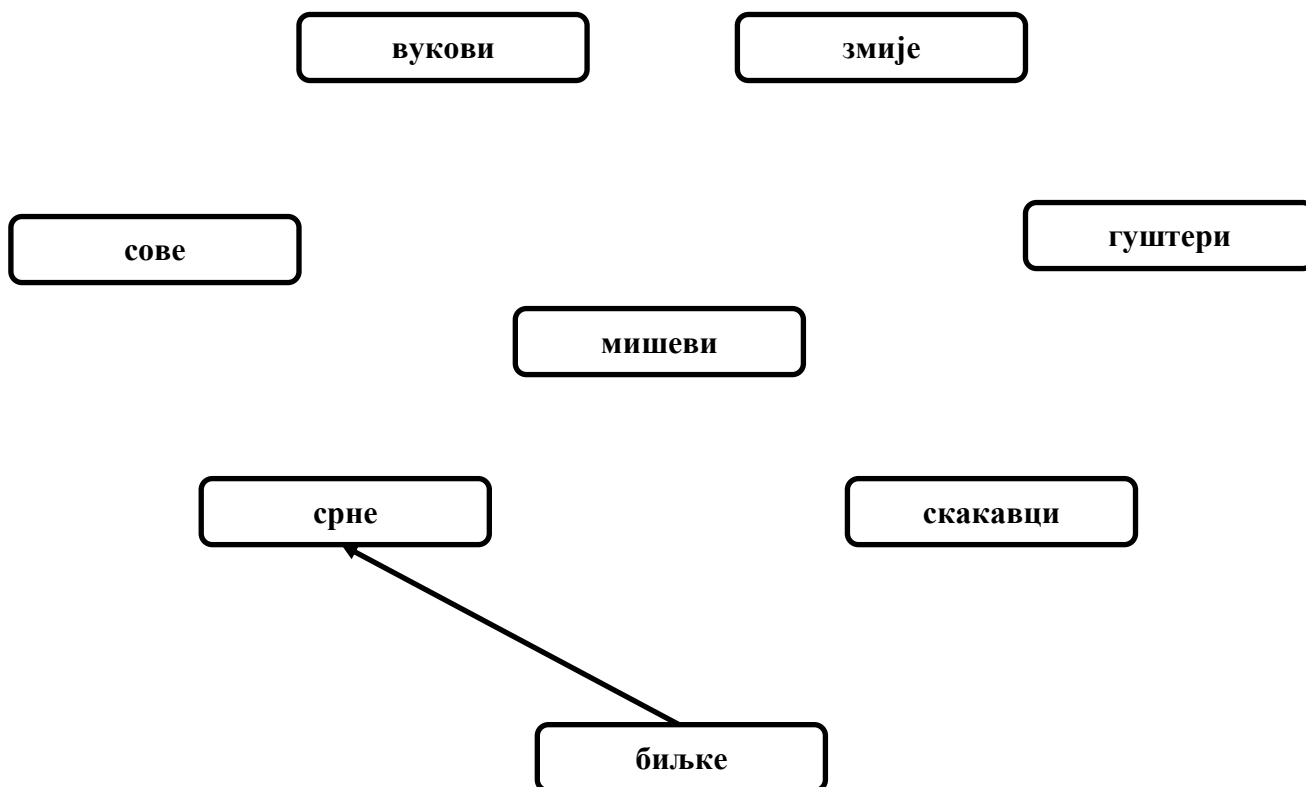 вукови
змије
сове
гуштери
мишеви
срне
скакавци
биљке